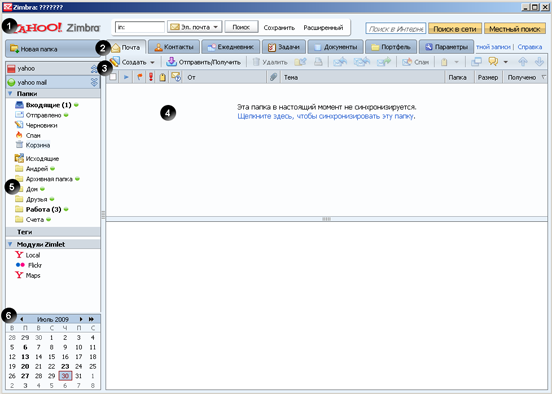 Zimbra: ???????
1
YAHOO! Zimbra
in:
Эл. почта
Поиск
Сохранить
Расширенный
Поиск в Интерн
Поиск в сети
Местный поиск
Новая папка
2
Почта
Контакты
Ежедневник
Задачи
Документы
Портфель
Параметры
тной записи
Справка
3
Создать
Отправить/Получить
Удалить
Спам
От
Тема
Папка
Размер
Получено
yahoo
yahoo mail
Папки
Входящие (1)
Отправлено
Черновики
Спам
Корзина
Исходящие
Андрей
Архивная папка
5
Дом
Друзья
Работа (3)
Счета
Теги
Модули Zimlet
Local
Flickr
Maps
4
Эта папка в настоящий момент не синхронизируется.
Щелкните здесь, чтобы синхронизировать эту папку.
6
Июль 2009
В П В С Ч П С
28 29 30 1 2 3 4
5 6 7 8 9 10 11
12 13 14 15 16 17 18
19 20 21 22 23 24 25
26 27 28 29 30 31 1
2 3 4 5 6 7 8